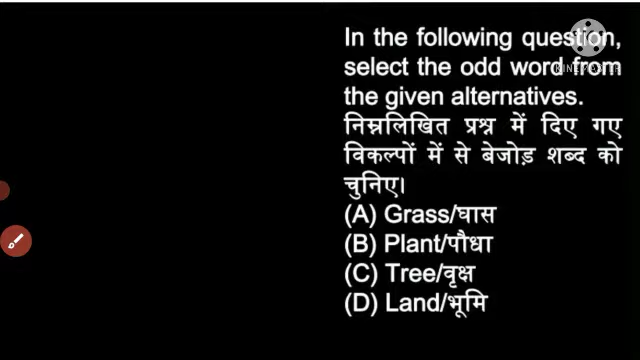 In the following question,
select the odd word from
the given alternatives.
निम्नलिखित प्रश्न में दिए गए
विकल्पों में से बेजोड़ शब्द को
चुनिए।
(A) Grass/घास
(B) Plant/पौधा
(C) Tree/वृक्ष
(D) Land/भूमि
KINEMASTER